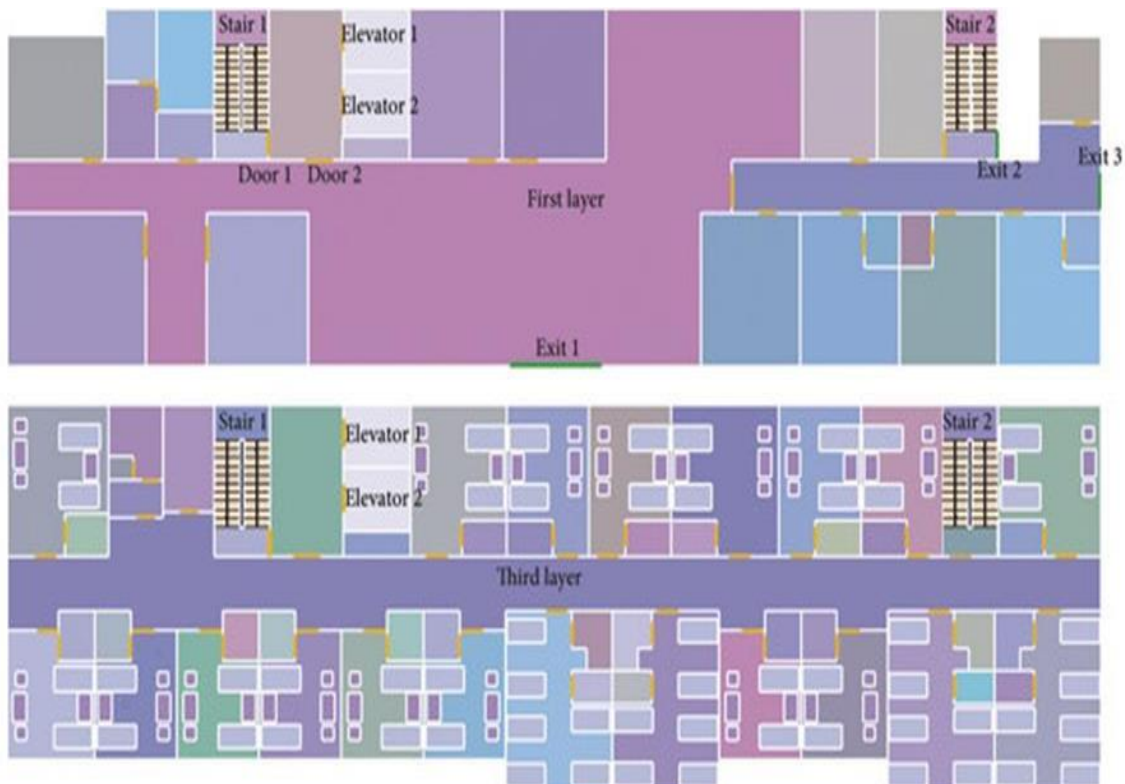 Stair 1
Elevator 1
Stair 2
Elevator 2
Exit 3
Door 1 Door 2
Exit 2
First layer
Exit 1
Stair 1
Elevator 1
Stair 2
Elevator 2
Third layer